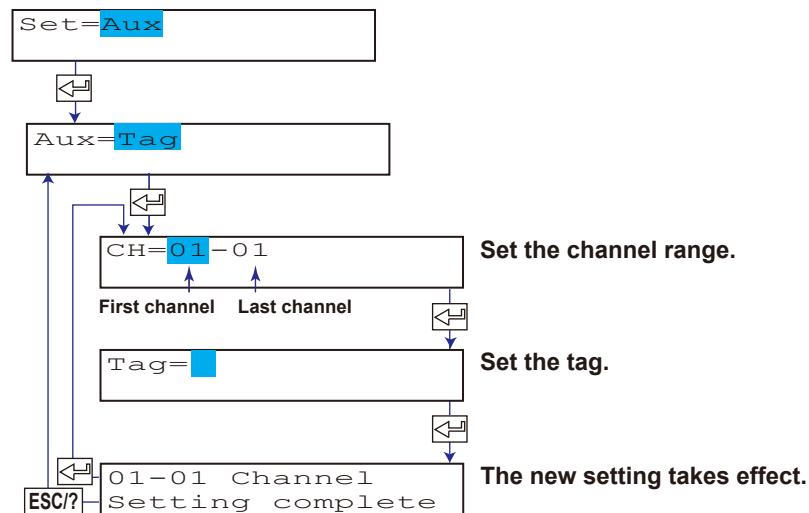 Set=Aux
Aux=Tag
CH=01-01
Set the channel range.
First channel Last channel
Tag=
Set the tag.
01-01 Channel
Setting complete
The new setting takes effect.
ESC/?